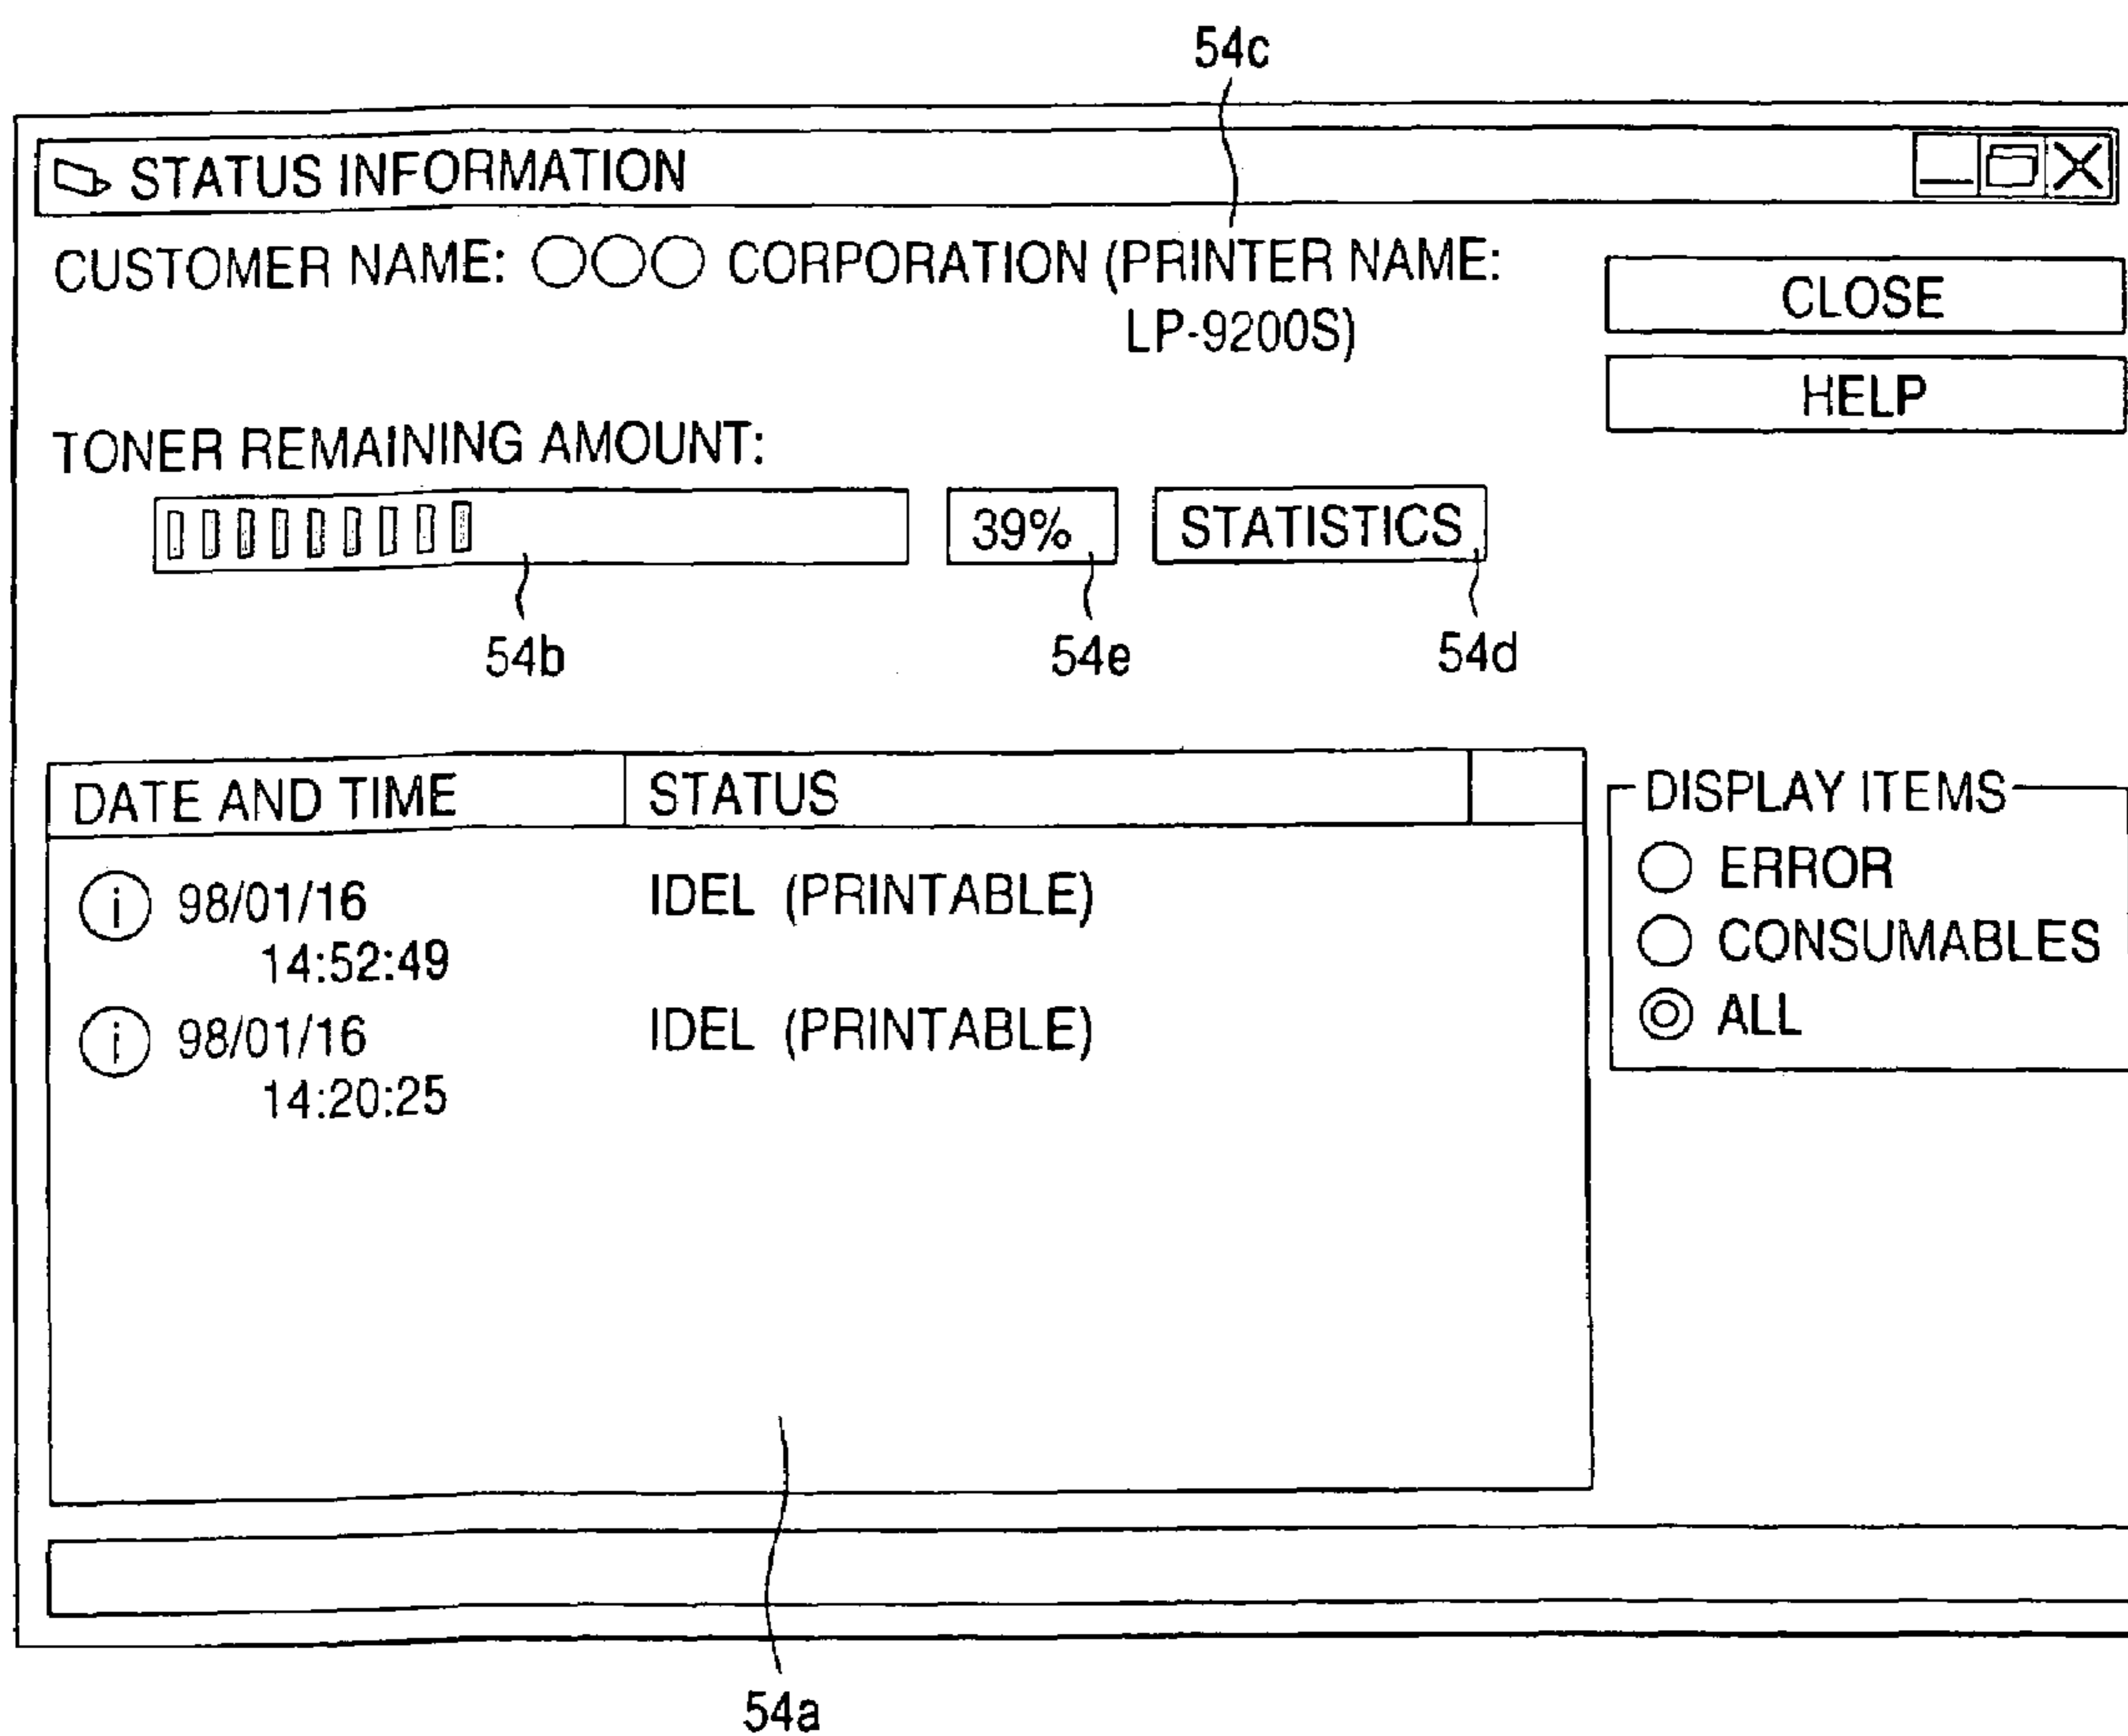 54c
STATUS INFORMATION
CUSTOMER NAME: ○○○ CORPORATION (PRINTER NAME:
LP-9200S)
CLOSE
HELP
TONER REMAINING AMOUNT:
39%
STATISTICS
54b
54e
54d
DATE AND TIME
STATUS
i 98/01/16
14:52:49
IDEL (PRINTABLE)
i 98/01/16
14:20:25
IDEL (PRINTABLE)
DISPLAY ITEMS
ERROR
CONSUMABLES
ALL
54a